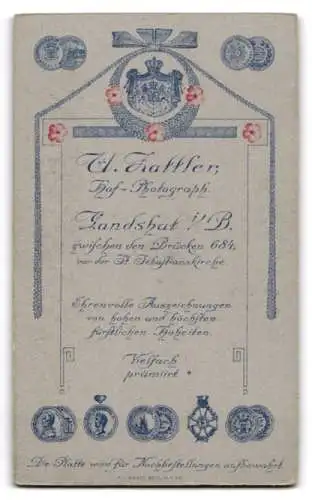 U. Zattler,
Hof-Photograph.
Landshut i/B.
zwischen den Brücken 684,
vor der St. Sebastianskirche.
Ehrenvolle Auszeichnungen
von hohen und höchsten
fürstlichen Hoheiten.
Vielfach
prämiirt
Die Platte wird für Nachbestellungen aufbewahrt.